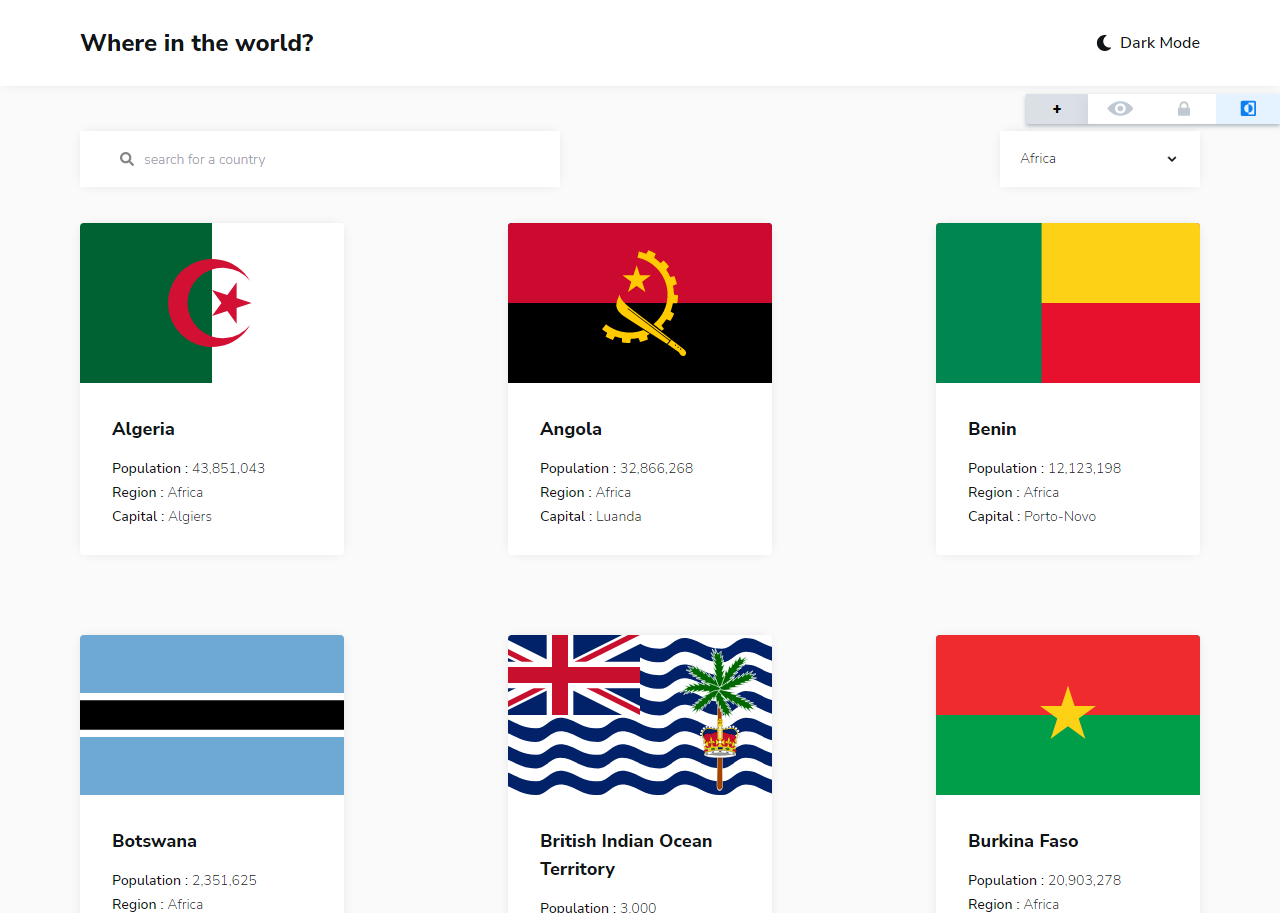 Where in the world?
Dark Mode
+
search for a country
Africa
Algeria
Population : 43,851,043
Region : Africa
Capital : Algiers
Angola
Population : 32,866,268
Region : Africa
Capital : Luanda
Benin
Population : 12,123,198
Region : Africa
Capital : Porto-Novo
Botswana
Population : 2,351,625
Region : Africa
British Indian Ocean
Territory
Population : 3,000
Burkina Faso
Population : 20,903,278
Region : Africa